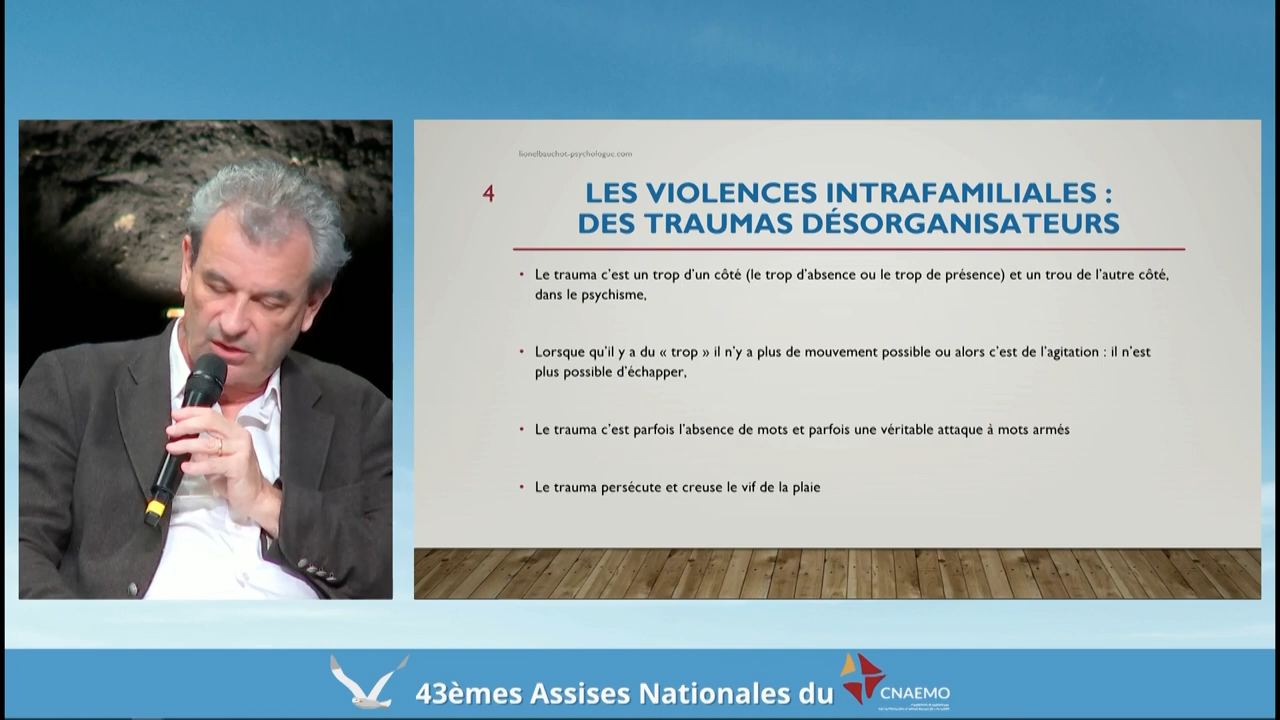 lionelbauchot-psychologue.com
4
LES VIOLENCES INTRAFAMILIALES :
DES TRAUMAS DÉSORGANISATEURS
• Le trauma c'est un trop d'un côté (le trop d'absence ou le trop de présence) et un trou de l'autre côté,
dans le psychisme,
• Lorsque qu'il y a du « trop » il n'y a plus de mouvement possible ou alors c'est de l'agitation : il n'est
plus possible d'échapper,
• Le trauma c'est parfois l'absence de mots et parfois une véritable attaque à mots armés
• Le trauma persécute et creuse le vif de la plaie
43èmes Assises Nationales du
CNAEMO